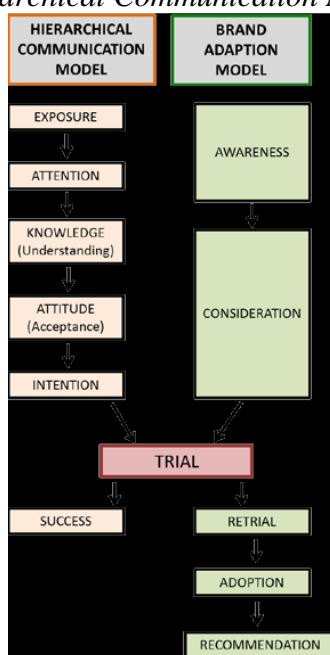 Communication
HIERARCHICAL
COMMUNICATION
MODEL
BRAND
ADAPTION
MODEL
EXPOSURE
ATTENTION
KNOWLEDGE
(Understanding)
ATTITUDE
(Acceptance)
INTENTION
AWARENESS
CONSIDERATION
TRIAL
SUCCESS
RETRIAL
ADOPTION
RECOMMENDATION